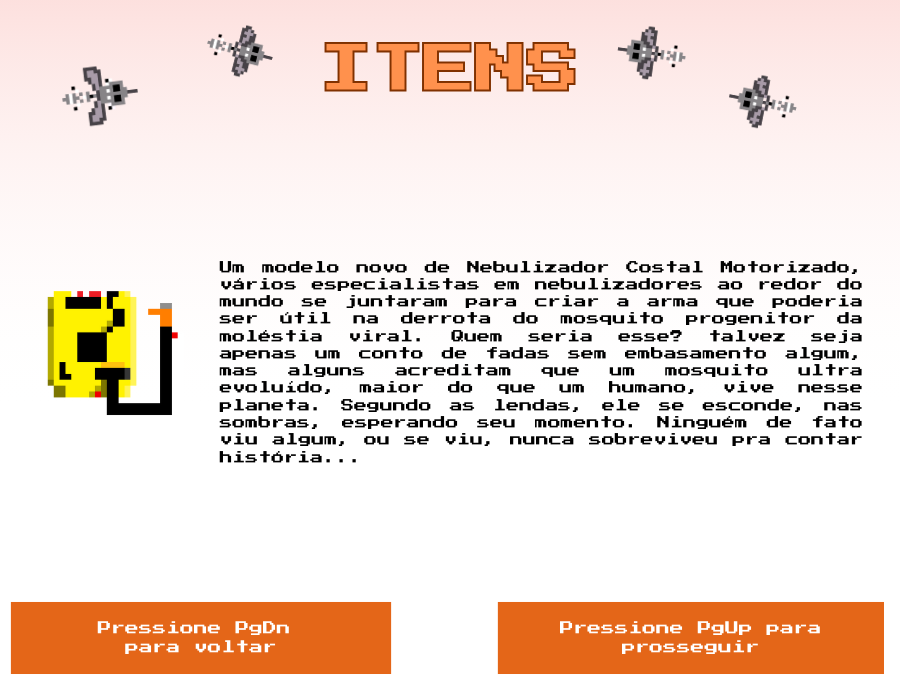 ITENS
Um modelo novo de Nebulizador Costal Motorizado,
vários especialistas em nebulizadores ao redor do
mundo se juntaram para criar a arma que poderia
ser útil na derrota do mosquito progenitor da
moléstia viral. Quem seria esse? talvez seja
apenas um conto de fadas sem embasamento algum,
mas alguns acreditam que um mosquito ultra
evoluído, maior do que um humano, vive nesse
planeta. Segundo as lendas, ele se esconde, nas
sombras, esperando seu momento. Ninguém de fato
viu algum, ou se viu, nunca sobreviveu pra contar
história...
Pressione PgDn
para voltar
Pressione PgUp para
prosseguir